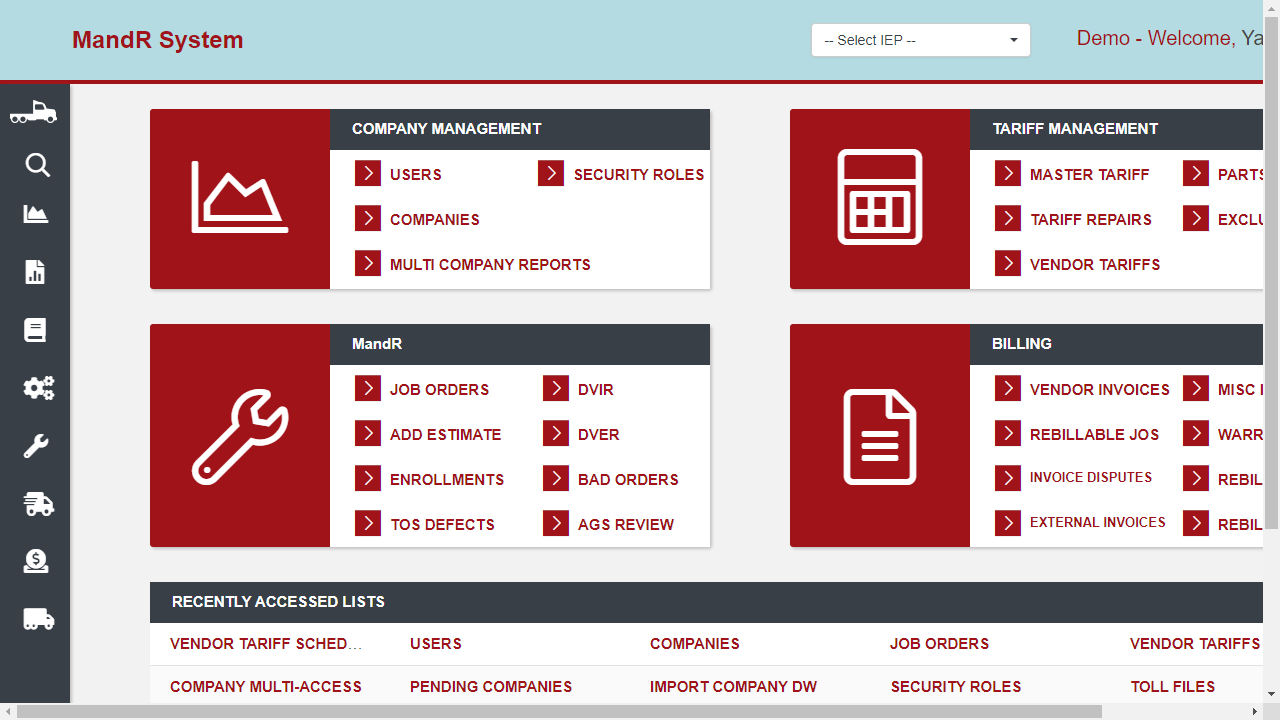 MandR System
-- Select IEP --
Demo - Welcome, Ya
COMPANY MANAGEMENT
USERS
SECURITY ROLES
COMPANIES
MULTI COMPANY REPORTS
TARIFF MANAGEMENT
MASTER TARIFF
PARTS
TARIFF REPAIRS
EXCLU
VENDOR TARIFFS
MandR
JOB ORDERS
DVIR
ADD ESTIMATE
DVER
ENROLLMENTS
BAD ORDERS
TOS DEFECTS
AGS REVIEW
BILLING
VENDOR INVOICES
MISC I
REBILLABLE JOS
WARR
INVOICE DISPUTES
REBIL
EXTERNAL INVOICES
REBIL
RECENTLY ACCESSED LISTS
VENDOR TARIFF SCHED...
USERS
COMPANIES
JOB ORDERS
VENDOR TARIFFS
COMPANY MULTI-ACCESS
PENDING COMPANIES
IMPORT COMPANY DW
SECURITY ROLES
TOLL FILES